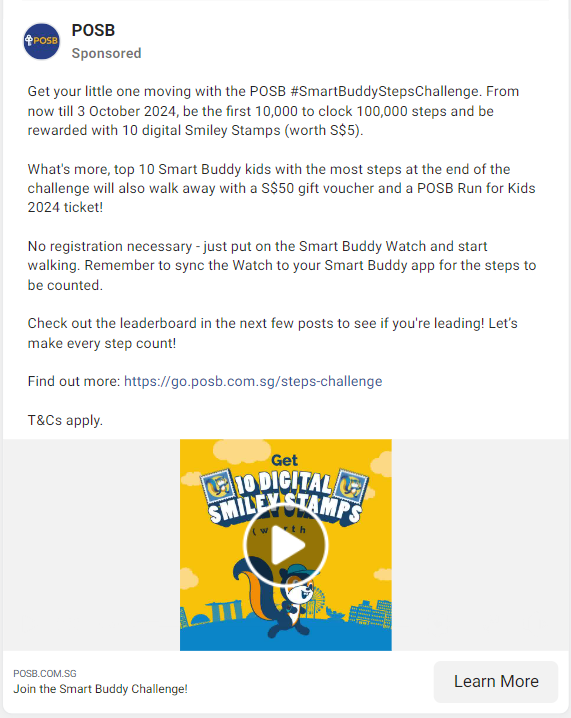 POSB
POSB
Sponsored
Get your little one moving with the POSB #SmartBuddyStepsChallenge. From
now till 3 October 2024, be the first 10,000 to clock 100,000 steps and be
rewarded with 10 digital Smiley Stamps (worth S$5).
What's more, top 10 Smart Buddy kids with the most steps at the end of the
challenge will also walk away with a S$50 gift voucher and a POSB Run for Kids
2024 ticket!
No registration necessary - just put on the Smart Buddy Watch and start
walking. Remember to sync the Watch to your Smart Buddy app for the steps to
be counted.
Check out the leaderboard in the next few posts to see if you're leading! Let’s
make every step count!
Find out more: https://go.posb.com.sg/steps-challenge
T&Cs apply.
Get
10 DIGITAL
SMILEY STAMPS
(worth
POSB.COM.SG
Join the Smart Buddy Challenge!
Learn More